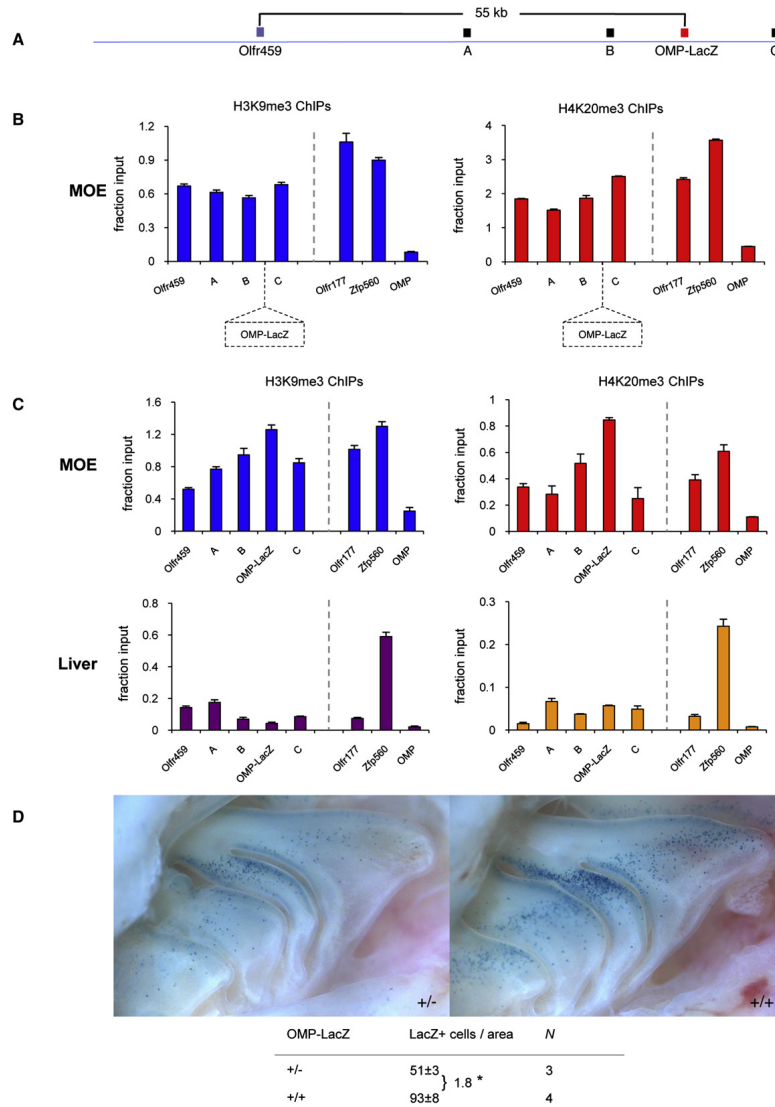 A
55 kb
Olfr459 A B OMP-LacZ C
B
H3K9me3 ChIPs
H4K20me3 ChIPs
MOE
fraction input
1.2
0.9
0.6
0.3
0
Olfr459 A B C Olfr177 Zfp560 OMP
OMP-LacZ
fraction input
4
3
2
1
0
Olfr459 A B C Olfr177 Zfp560 OMP
OMP-LacZ
C
H3K9me3 ChIPs
H4K20me3 ChIPs
MOE
fraction input
1.6
1.2
0.8
0.4
0
Olfr459 A B OMP-LacZ C Olfr177 Zfp560 OMP
fraction input
1
0.8
0.6
0.4
0.2
0
Olfr459 A B OMP-LacZ C Olfr177 Zfp560 OMP
Liver
fraction input
0.8
0.6
0.4
0.2
0
Olfr459 A B OMP-LacZ C Olfr177 Zfp560 OMP
fraction input
0.3
0.2
0.1
0
Olfr459 A B OMP-LacZ C Olfr177 Zfp560 OMP
D
+/-
+/+
OMP-LacZ LacZ+ cells / area N
+/- 51±3 3
} 1.8 *
+/+ 93±8 4